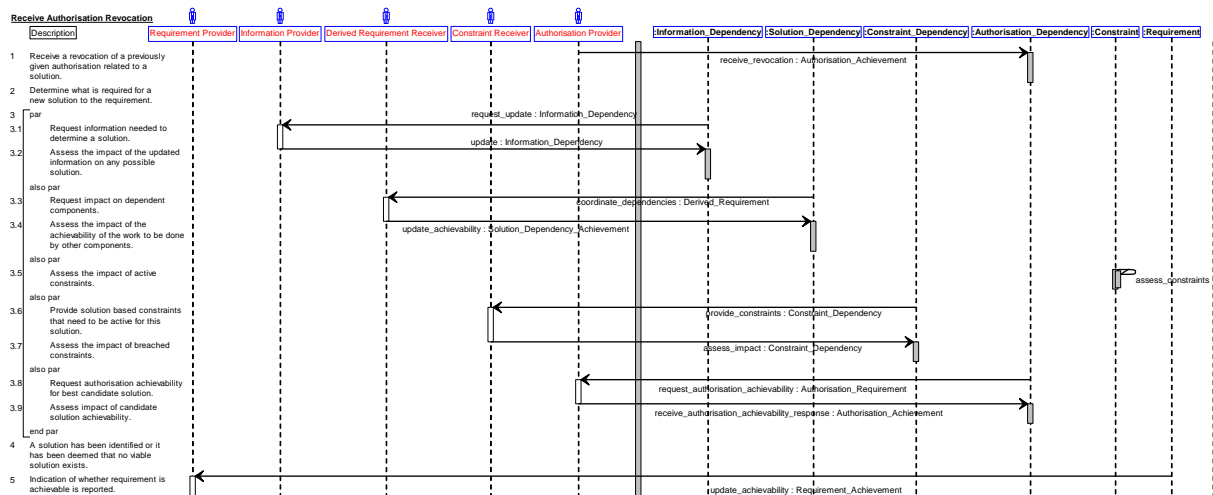 Receive Authorisation Revocation
Description
Requirement Provider
Information Provider
Derived Requirement Receiver
Constraint Receiver
Authorisation Provider
:Information_Dependency
:Solution_Dependency
:Constraint_Dependency
:Authorisation_Dependency
:Constraint
:Requirement
1 Receive a revocation of a previously
given authorisation related to a
solution.
receive_revocation : Authorisation_Achievement
2 Determine what is required for a
new solution to the requirement.
3 par
request_update : Information_Dependency
3.1 Request information needed to
determine a solution.
update : Information_Dependency
3.2 Assess the impact of the updated
information on any possible
solution.
also par
3.3 Request impact on dependent
components.
coordinate_dependencies : Derived_Requirement
3.4 Assess the impact of the
achievability of the work to be done
by other components.
update_achievability : Solution_Dependency_Achievement
also par
3.5 Assess the impact of active
constraints.
assess_constraints
also par
3.6 Provide solution based constraints
that need to be active for this
solution.
provide_constraints : Constraint_Dependency
3.7 Assess the impact of breached
constraints.
assess_impact : Constraint_Dependency
also par
3.8 Request authorisation achievability
for best candidate solution.
request_authorisation_achievability : Authorisation_Requirement
3.9 Assess impact of candidate
solution achievability.
receive_authorisation_achievability_response : Authorisation_Achievement
end par
4 A solution has been identified or it
has been deemed that no viable
solution exists.
5 Indication of whether requirement is
achievable is reported.
update_achievability : Requirement_Achievement